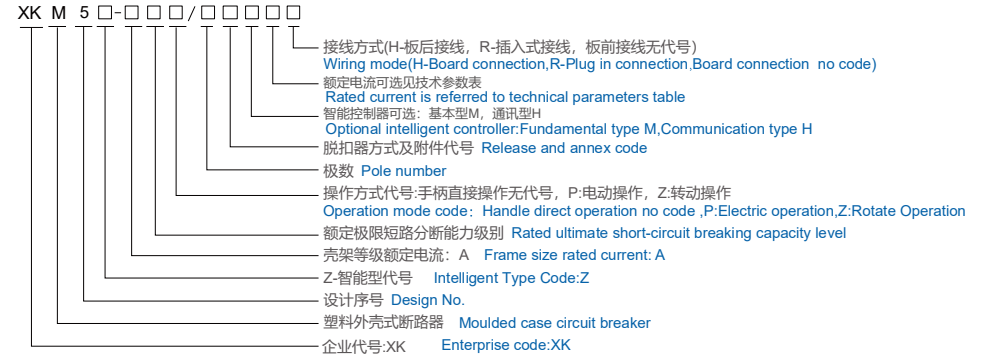 XK M 5 □-□□□/□□□□□
接线方式(H-板后接线，R-插入式接线，板前接线无代号)
Wiring mode(H-Board connection,R-Plug in connection,Board connection no code)
额定电流可选见技术参数表
Rated current is referred to technical parameters table
智能控制器可选：基本型M，通讯型H
Optional intelligent controller:Fundamental type M,Communication type H
脱扣器方式及附件代号 Release and annex code
极数 Pole number
操作方式代号:手柄直接操作无代号，P:电动操作，Z:转动操作
Operation mode code：Handle direct operation no code ,P:Electric operation,Z:Rotate Operation
额定极限短路分断能力级别 Rated ultimate short-circuit breaking capacity level
壳架等级额定电流：A Frame size rated current: A
Z-智能型代号 Intelligent Type Code:Z
设计序号 Design No.
塑料外壳式断路器 Moulded case circuit breaker
企业代号:XK Enterprise code:XK